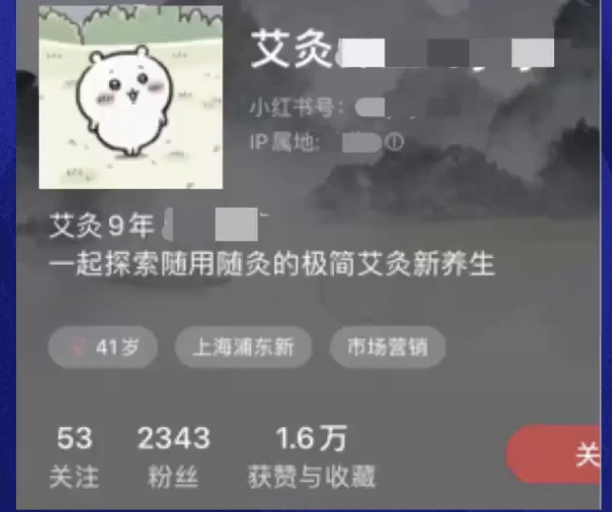 艾灸
小红书号：
IP属地：
艾灸9年
一起探索随用随灸的极简艾灸新养生
41岁 上海浦东新 市场营销
53 2343 1.6万
关注 粉丝 获赞与收藏
关